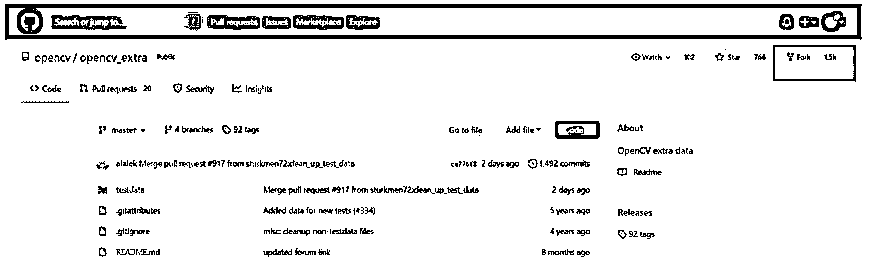 Search or jump to...
Pull requests Issues Marketplace Explore
opencv / opencv_extra Public
Watch 102 Star 766 Fork 1.5k
Code Pull requests 20 Security Insights
master 4 branches 92 tags Go to file Add file
About
OpenCV extra data
Readme
Releases
92 tags
alalek Merge pull request #917 from sturkmen72:clean_up_test_data 2 days ago 1,492 commits
testdata Merge pull request #917 from sturkmen72:clean_up_test_data 2 days ago
.gitattributes Added data for new tests (#334) 5 years ago
.gitignore misc: cleanup non-testdata files 4 years ago
README.md updated forum link 8 months ago